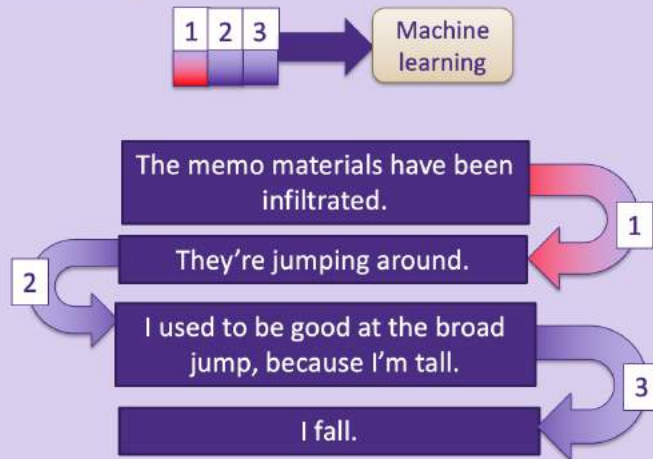 1 2 3
Machine
learning
The memo materials have been
infiltrated.
1
They're jumping around.
2
I used to be good at the broad
jump, because I'm tall.
3
I fall.